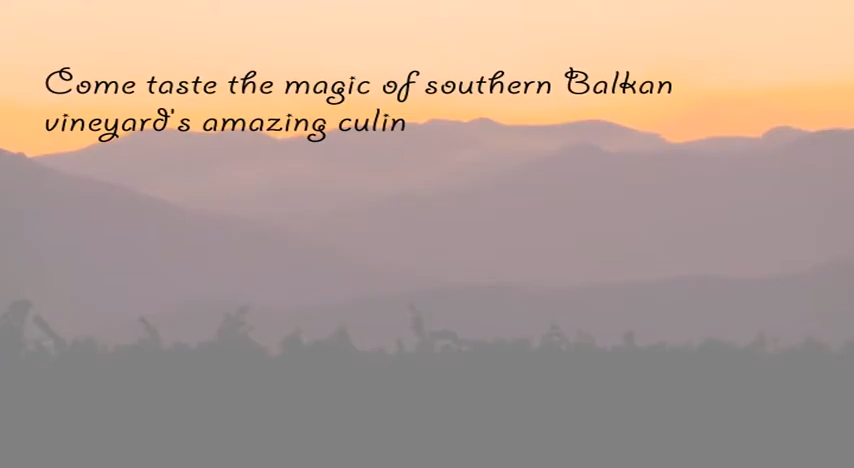 Come taste the magic of southern Balkan
vineyard's amazing culin